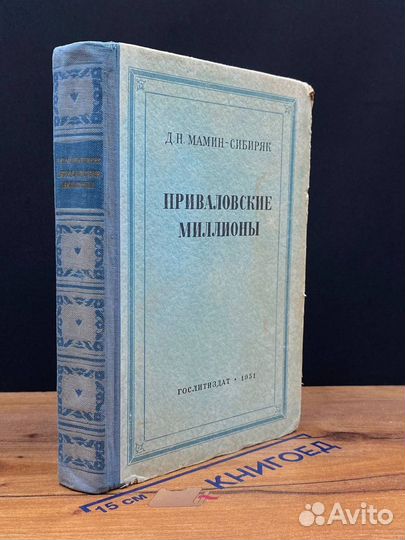 Д. Н. МАМИН-СИБИРЯК
ПРИВАЛОВСКИЕ
МИЛЛИОНЫ
ГОСЛИТИЗДАТ • 1951
15 СМ
КНИГОЕД
Avito